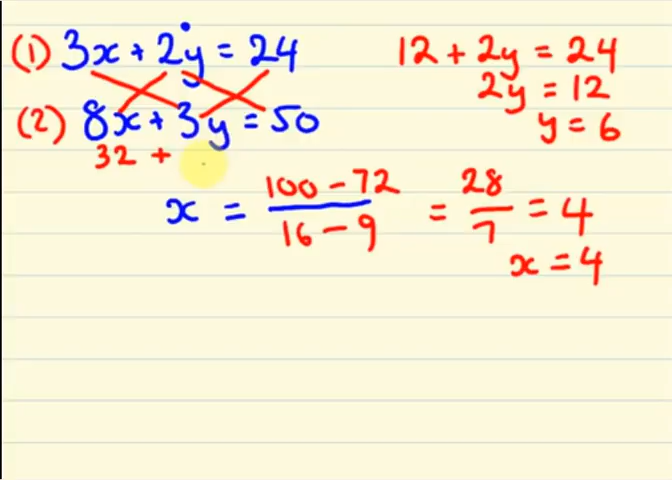 (1) 3x + 2y = 24
(2) 8x + 3y = 50
32 +
x = 100 - 72 / 16 - 9 = 28 / 7 = 4
x = 4
12 + 2y = 24
2y = 12
y = 6